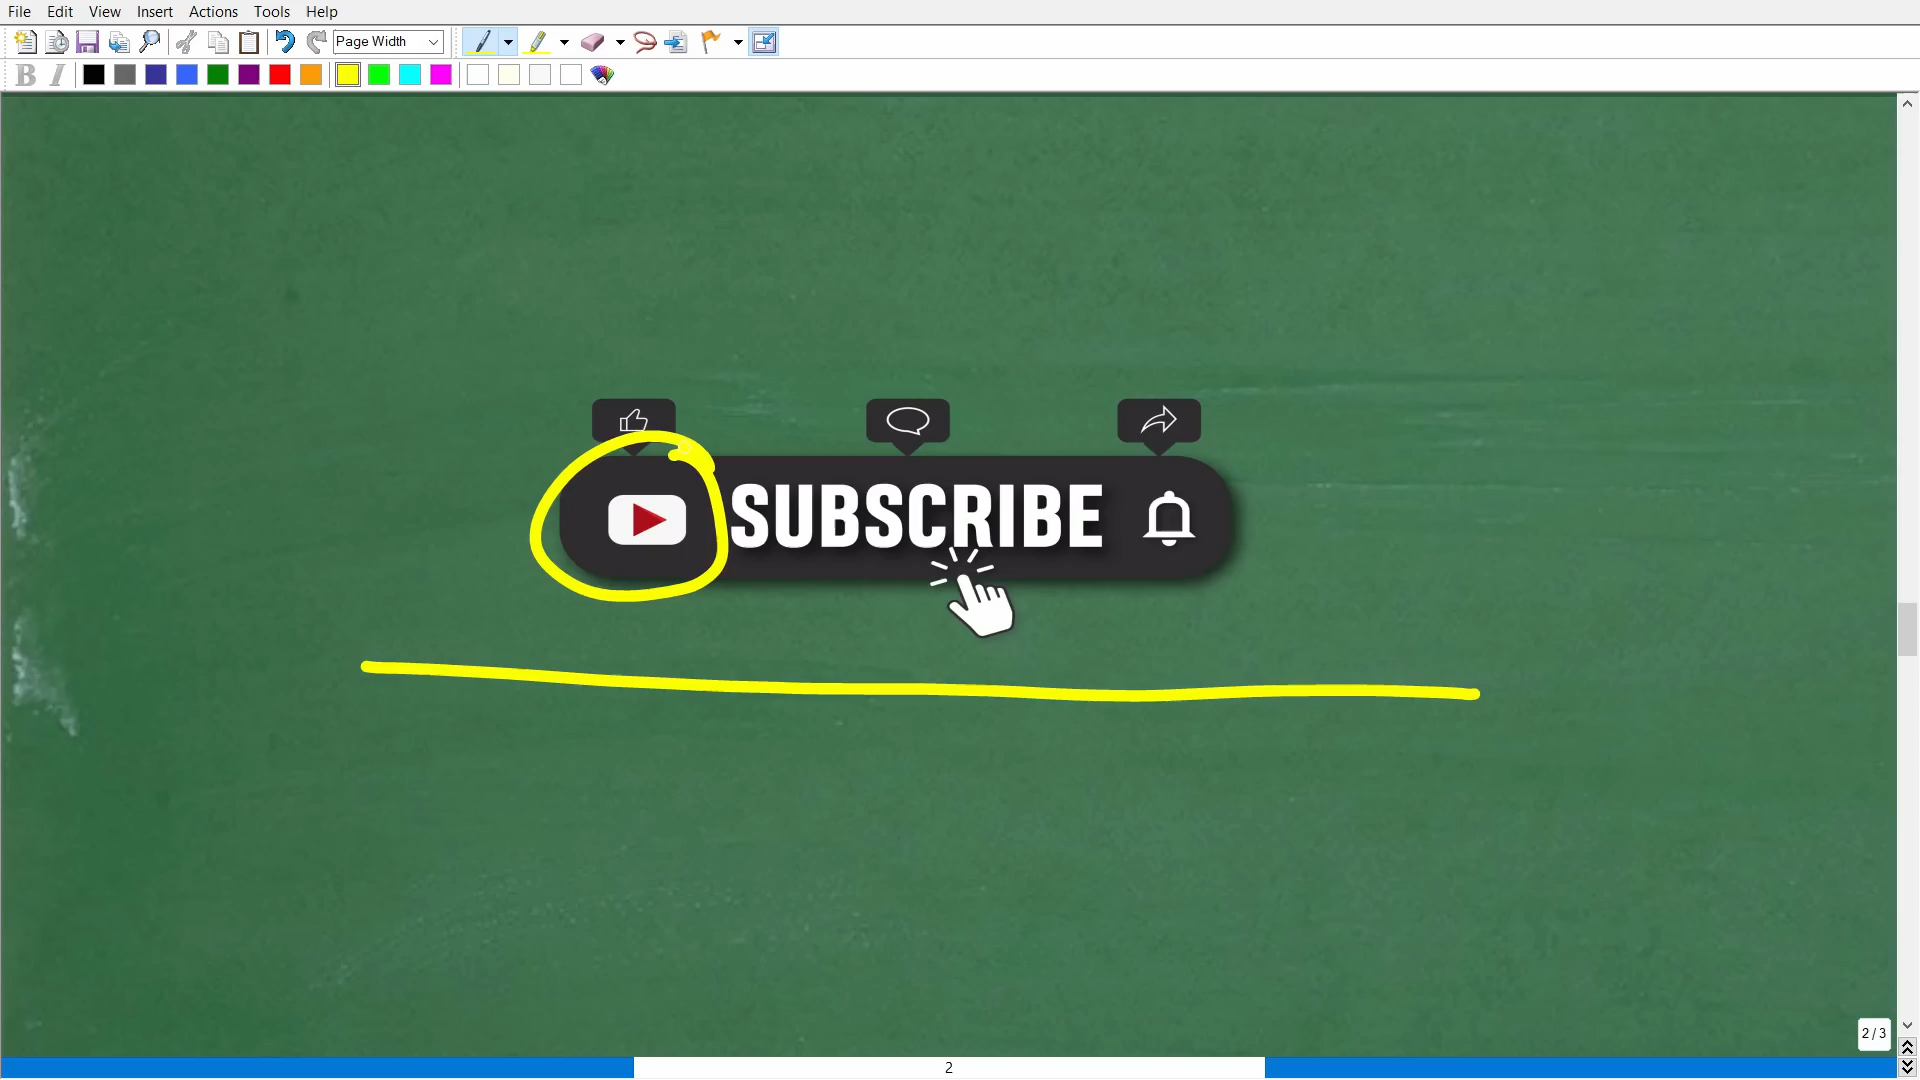 File Edit View Insert Actions Tools Help
Page Width
B I
SUBSCRIBE
2 / 3
2